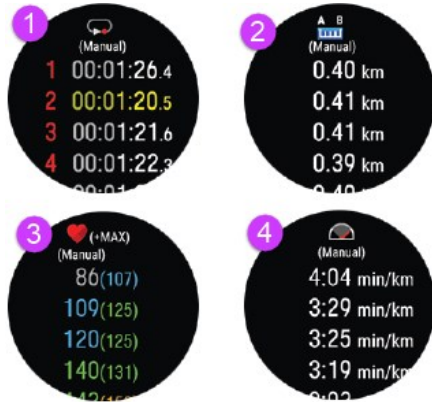 1
(Manual)
1 00:01:26.4
2 00:01:20.5
3 00:01:21.6
4 00:01:22.3
2
A B
(Manual)
0.40 km
0.41 km
0.41 km
0.39 km
3
(+MAX)
(Manual)
86(107)
109(125)
120(125)
140(131)
4
(Manual)
4:04 min/km
3:29 min/km
3:25 min/km
3:19 min/km